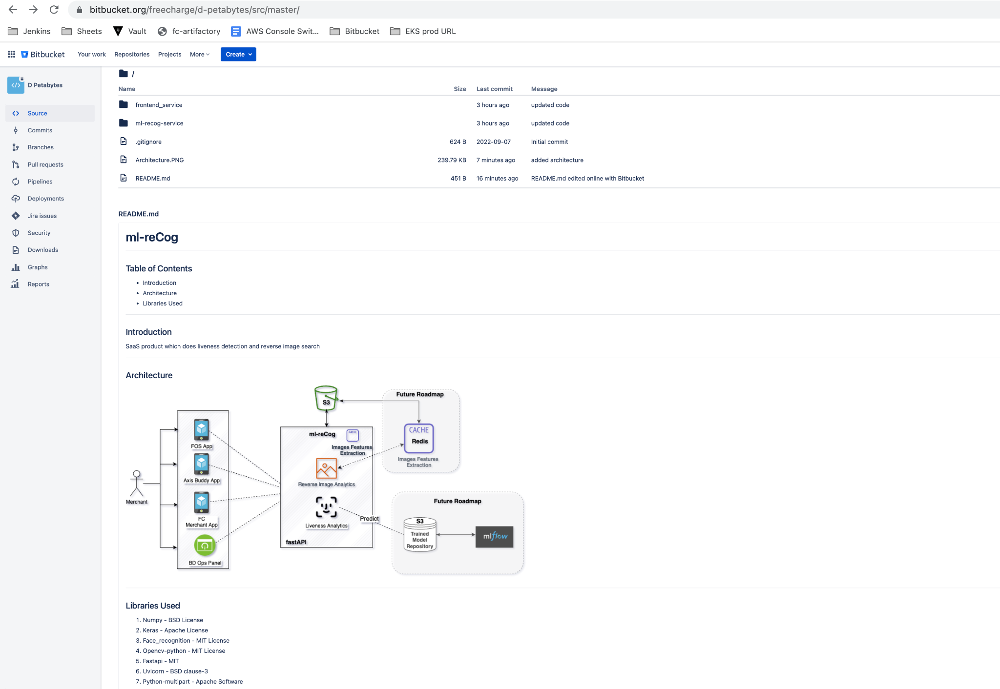 bitbucket.org/freecharge/d-petabytes/src/master/
Jenkins Sheets Vault fc-artifactory AWS Console Swit... Bitbucket EKS prod URL
Bitbucket Your work Repositories Projects More Create
D Petabytes
Source
Commits
Branches
Pull requests
Pipelines
Deployments
Jira issues
Security
Downloads
Graphs
Reports
/
Name Size Last commit Message
frontend_service 3 hours ago updated code
ml-recog-service 3 hours ago updated code
.gitignore 624 B 2022-09-07 Initial commit
Architecture.PNG 239.79 KB 7 minutes ago added architecture
README.md 451 B 16 minutes ago README.md edited online with Bitbucket
README.md
ml-reCog
Table of Contents
• Introduction
• Architecture
• Libraries Used
Introduction
SaaS product which does liveness detection and reverse image search
Architecture
Merchant
FOS App
Axis Buddy App
FC
Merchant App
BD Ops Panel
S3
ml-reCog
CACHE
Images Features
Extraction
Reverse Image Analytics
Liveness Analytics
Predict
fastAPI
Future Roadmap
CACHE
Redis
Images Features
Extraction
Future Roadmap
S3
Trained
Model
Repository
mlflow
Libraries Used
1. Numpy - BSD License
2. Keras - Apache License
3. Face_recognition - MIT License
4. Opencv-python - MIT License
5. Fastapi - MIT
6. Uvicorn - BSD clause-3
7. Python-multipart - Apache Software